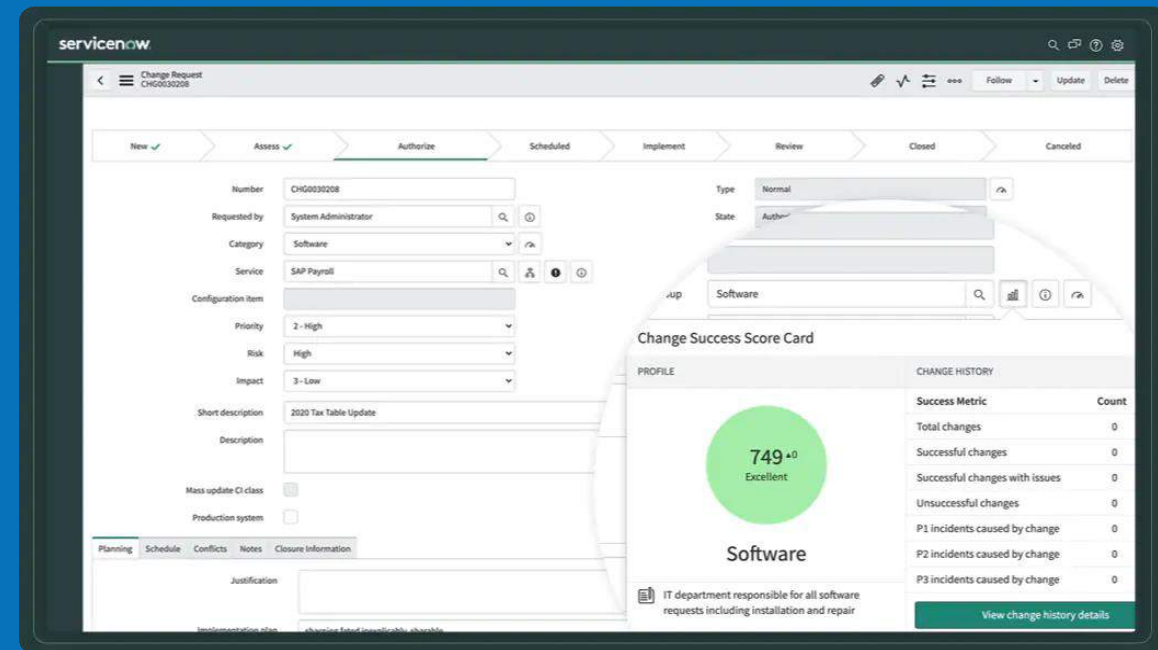 servicenow
Change Request
CHG0030208
Follow Update Delete
New Assess Authorize Scheduled Implement Review Closed Canceled
Number CHG0030208
Requested by System Administrator
Category Software
Service SAP Payroll
Configuration item
Priority 2 - High
Risk High
Impact 3 - Low
Short description 2020 Tax Table Update
Description
Mass update CI class
Production system
Type Normal
State
Software
Change Success Score Card
PROFILE
749 ▲0
Excellent
Software
IT department responsible for all software
requests including installation and repair
CHANGE HISTORY
Success Metric Count
Total changes 0
Successful changes 0
Successful changes with issues 0
Unsuccessful changes 0
P1 incidents caused by change 0
P2 incidents caused by change 0
P3 incidents caused by change 0
View change history details
Planning Schedule Conflicts Notes Closure Information
Justification
Implementation plan